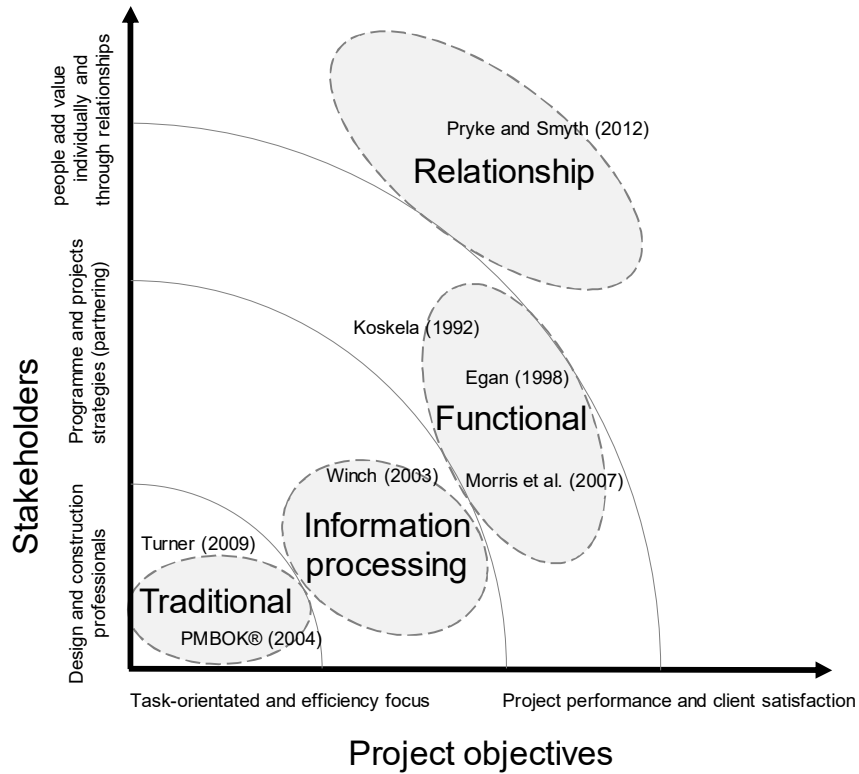 people add value
individually and
through relationships
Programme and projects
strategies (partnering)
Design and construction
professionals
Stakeholders
Pryke and Smyth (2012)
Relationship
Koskela (1992)
Egan (1998)
Functional
Morris et al. (2007)
Winch (2003)
Information
processing
Turner (2009)
Traditional
PMBOK® (2004)
Task-orientated and efficiency focus
Project performance and client satisfaction
Project objectives